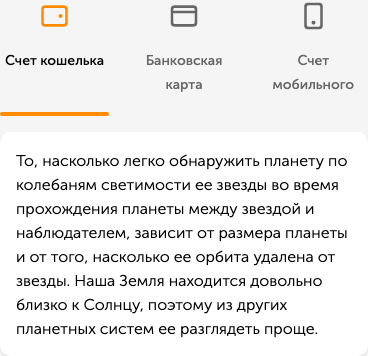 Счет кошелька
Банковская
карта
Счет
мобильного
То, насколько легко обнаружить планету по
колебаням светимости ее звезды во время
прохождения планеты между звездой и
наблюдателем, зависит от размера планеты
и от того, насколько ее орбита удалена от
звезды. Наша Земля находится довольно
близко к Солнцу, поэтому из других
планетных систем ее разглядеть проще.